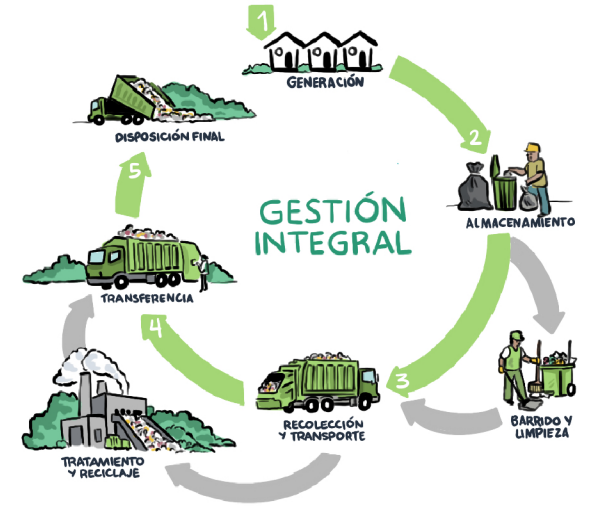 1
GENERACIÓN
2
ALMACENAMIENTO
GESTIÓN
INTEGRAL
BARRIDO Y
LIMPIEZA
3
RECOLECCIÓN
Y TRANSPORTE
TRATAMIENTO
Y RECICLAJE
4
TRANSFERENCIA
5
DISPOSICIÓN FINAL